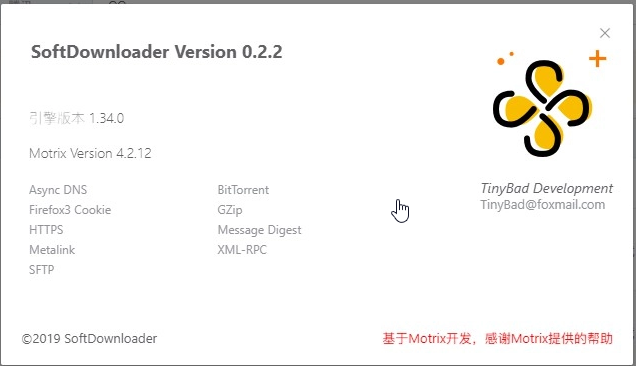 SoftDownloader Version 0.2.2
引擎版本 1.34.0
Motrix Version 4.2.12
Async DNS
BitTorrent
Firefox3 Cookie
GZip
HTTPS
Message Digest
Metalink
XML-RPC
SFTP
TinyBad Development
TinyBad@foxmail.com
©2019 SoftDownloader
基于Motrix开发，感谢Motrix提供的帮助